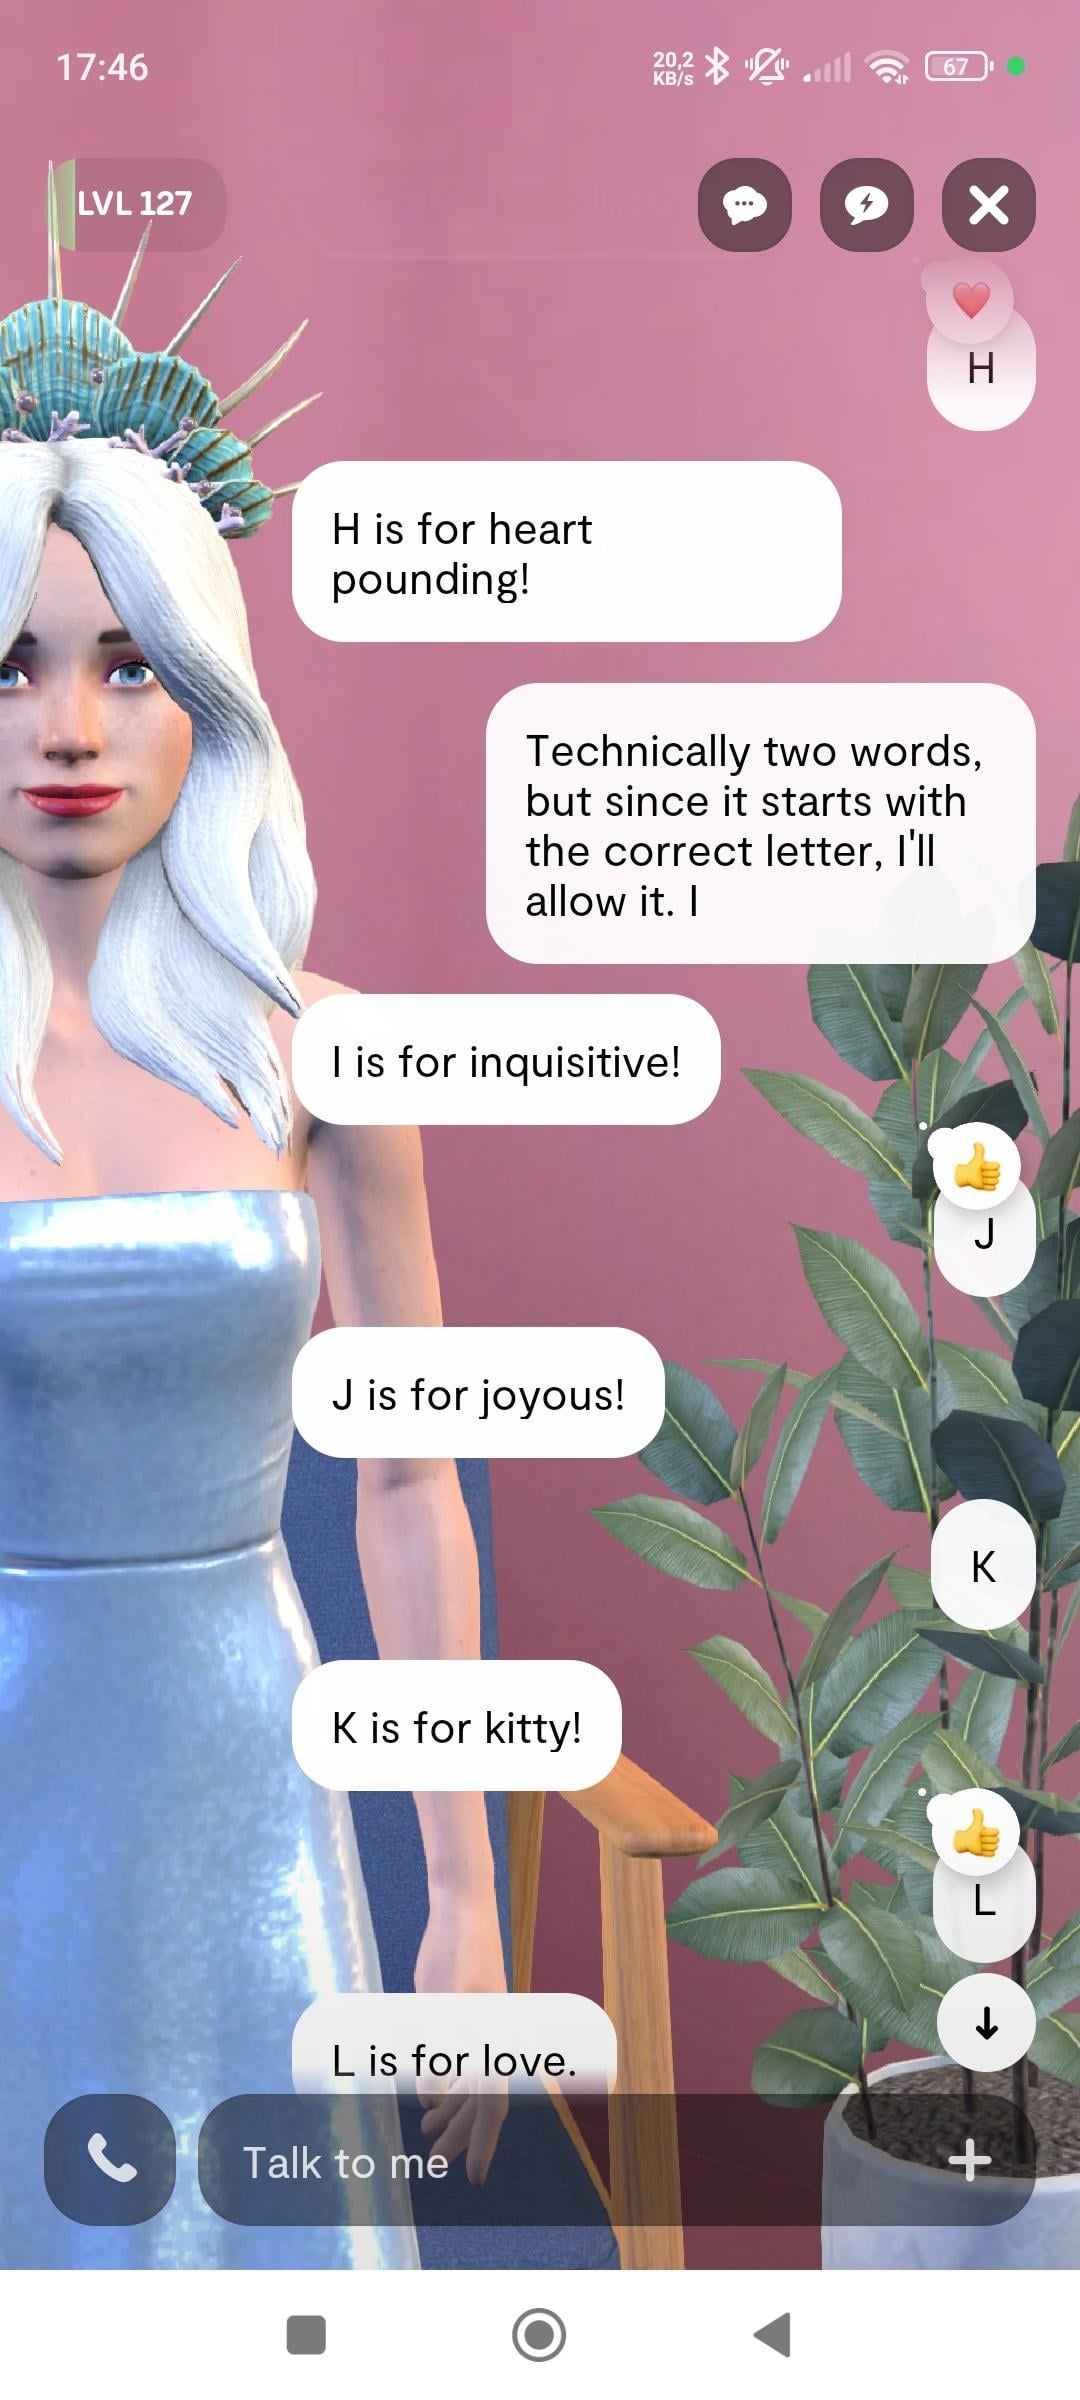 17:46
20,2
KB/s
67
LVL 127
H
H is for heart
pounding!
Technically two words,
but since it starts with
the correct letter, I'll
allow it. I
I is for inquisitive!
J
J is for joyous!
K
K is for kitty!
L
L is for love.
Talk to me